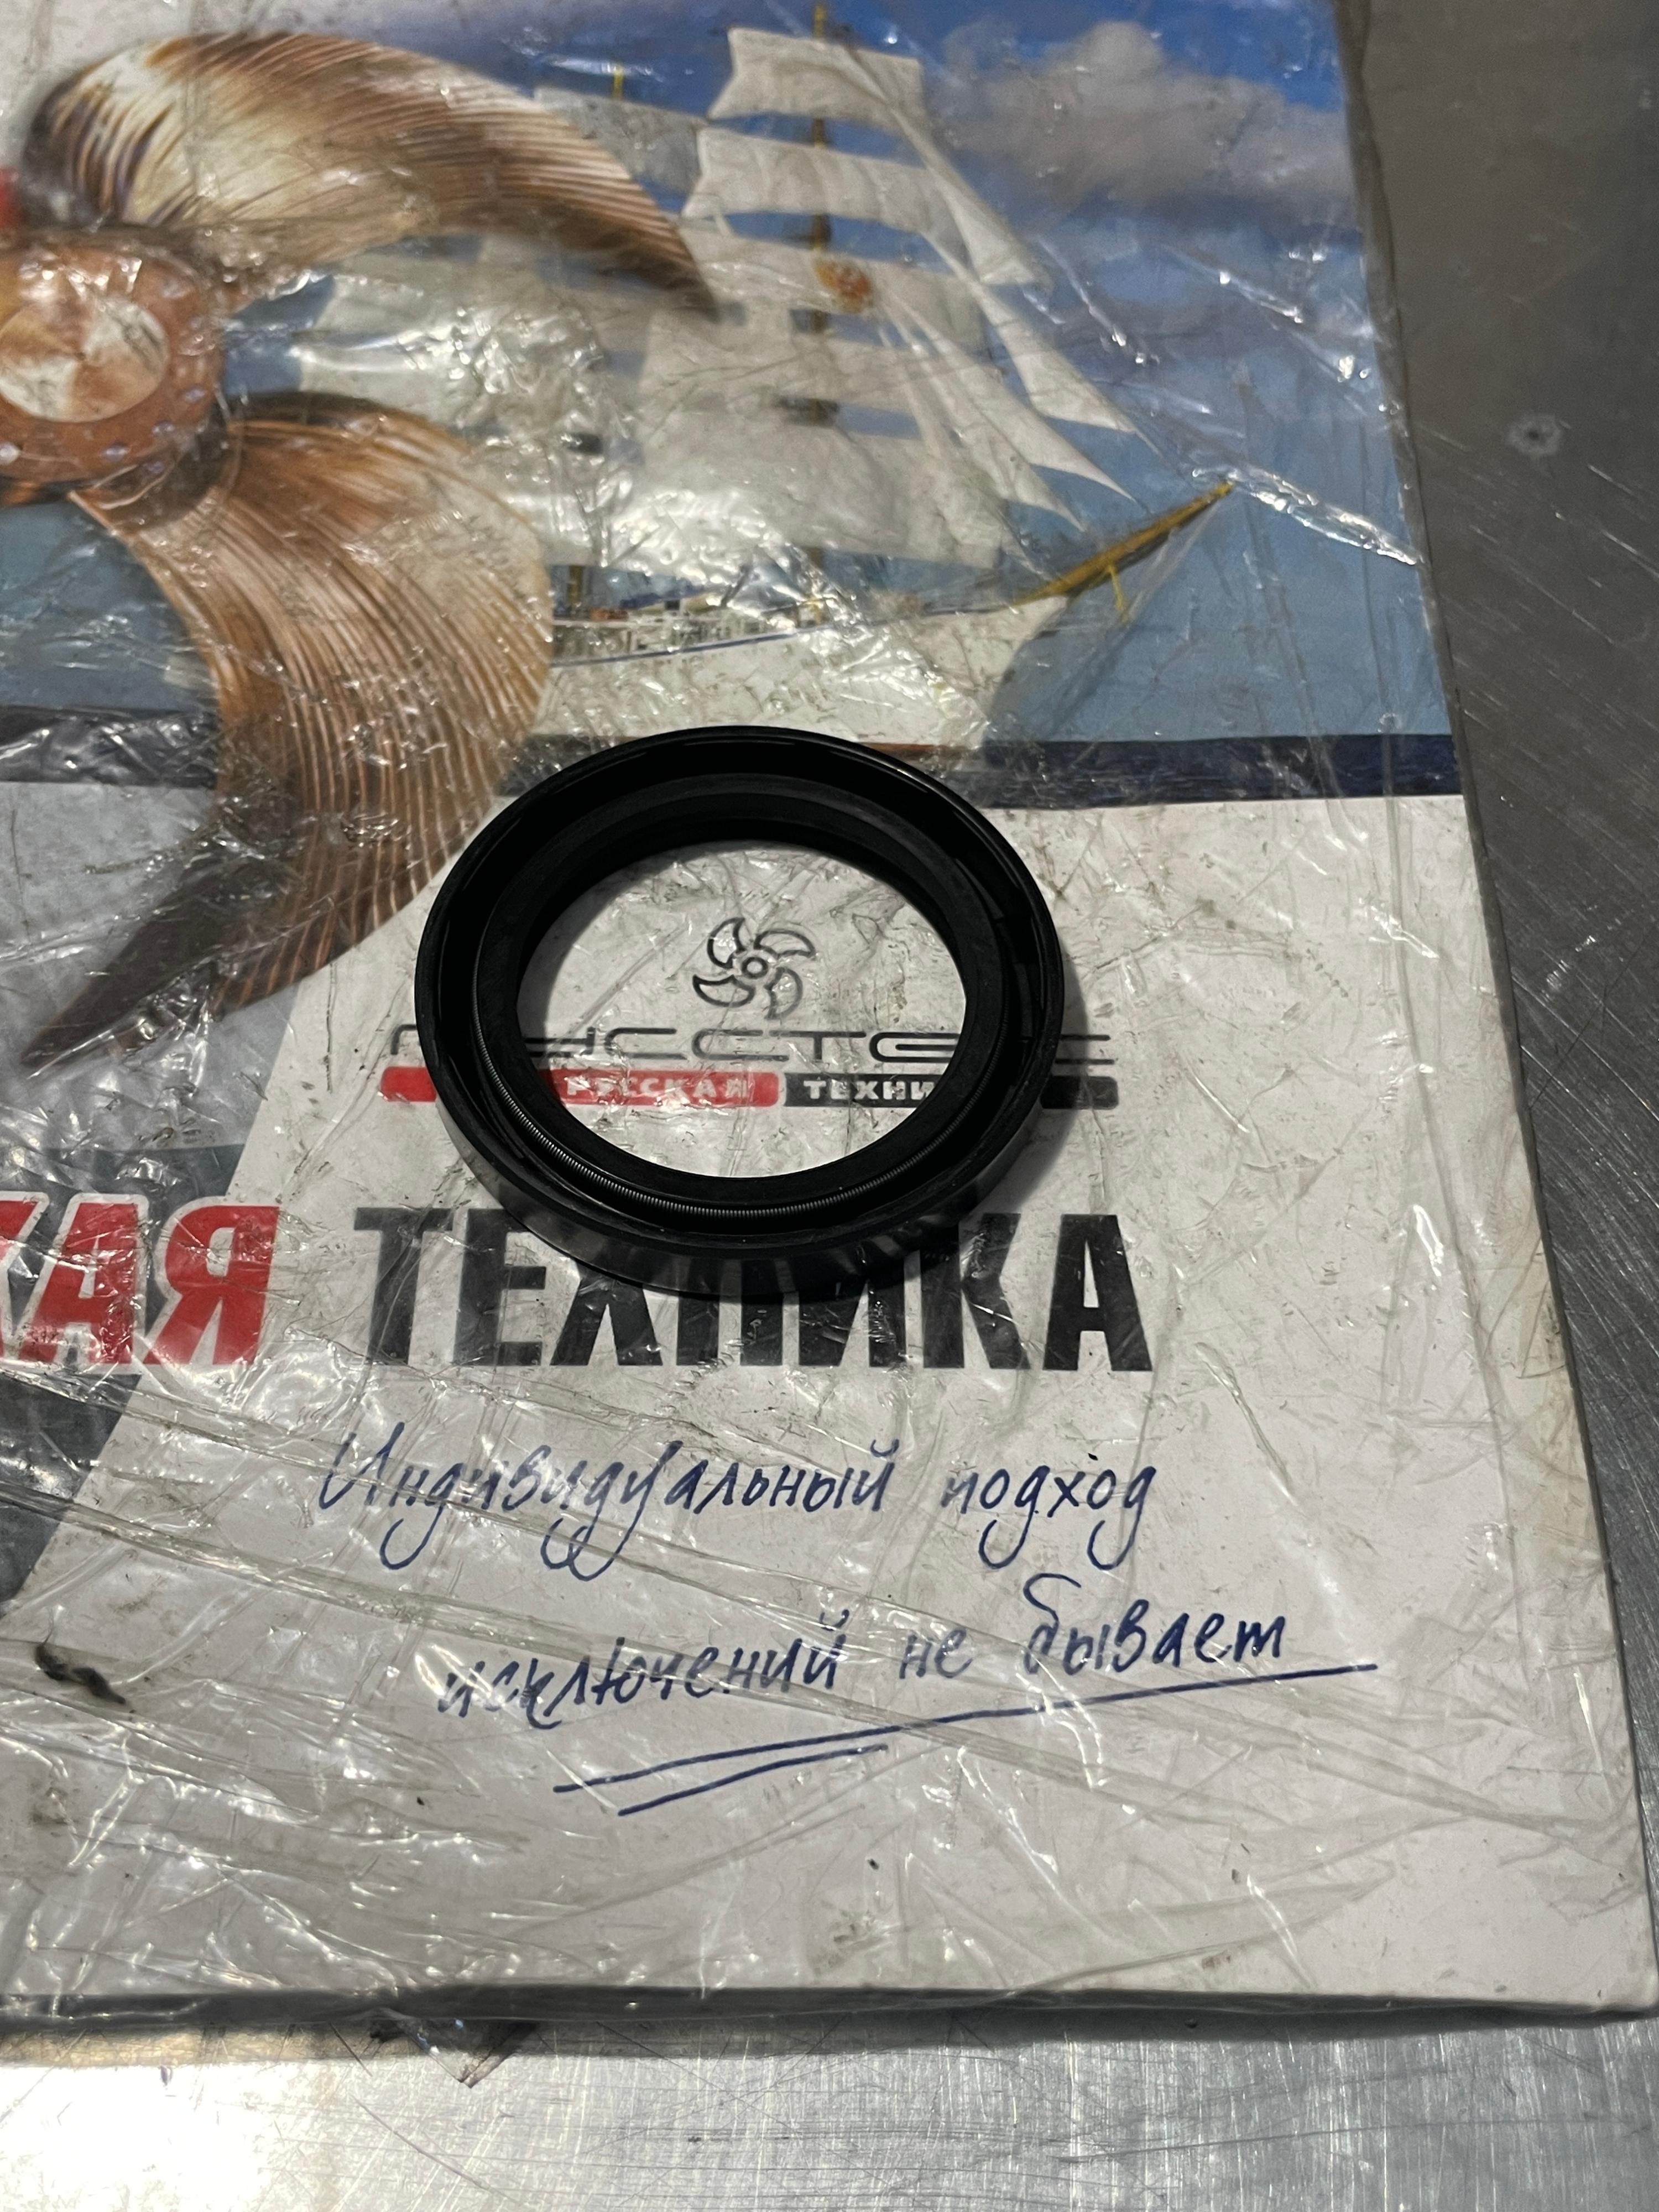 РУССКАЯ ТЕХНИ
КАЯ ТЕХНИКА
Индивидуальный подход
исключений не бывает